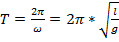 T = 2π/ω = 2π * √(l/g)